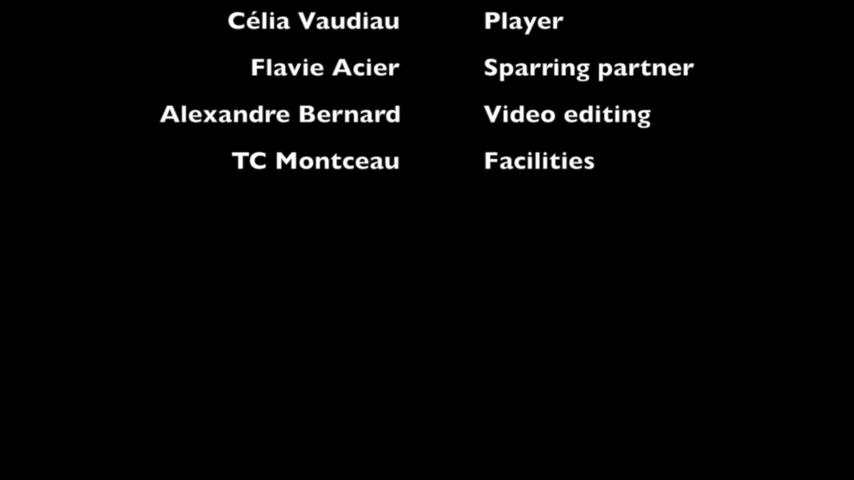 Célia Vaudiau Player
Flavie Acier Sparring partner
Alexandre Bernard Video editing
TC Montceau Facilities